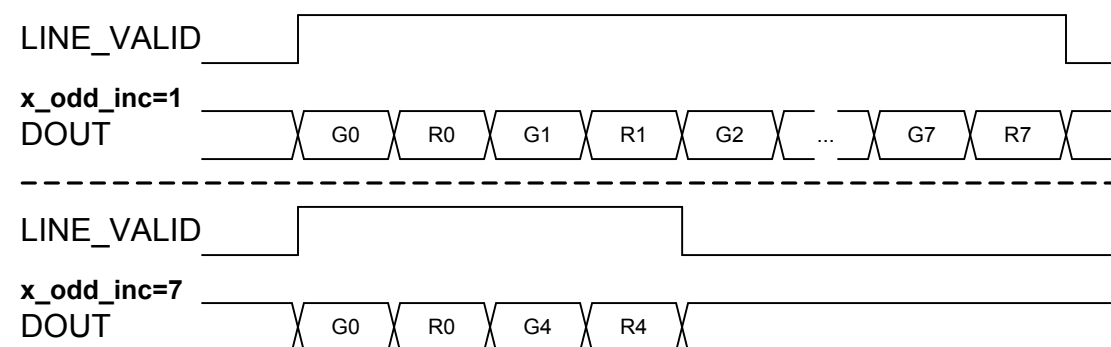 LINE_VALID
x_odd_inc=1
DOUT G0 R0 G1 R1 G2 ... G7 R7
LINE_VALID
x_odd_inc=7
DOUT G0 R0 G4 R4